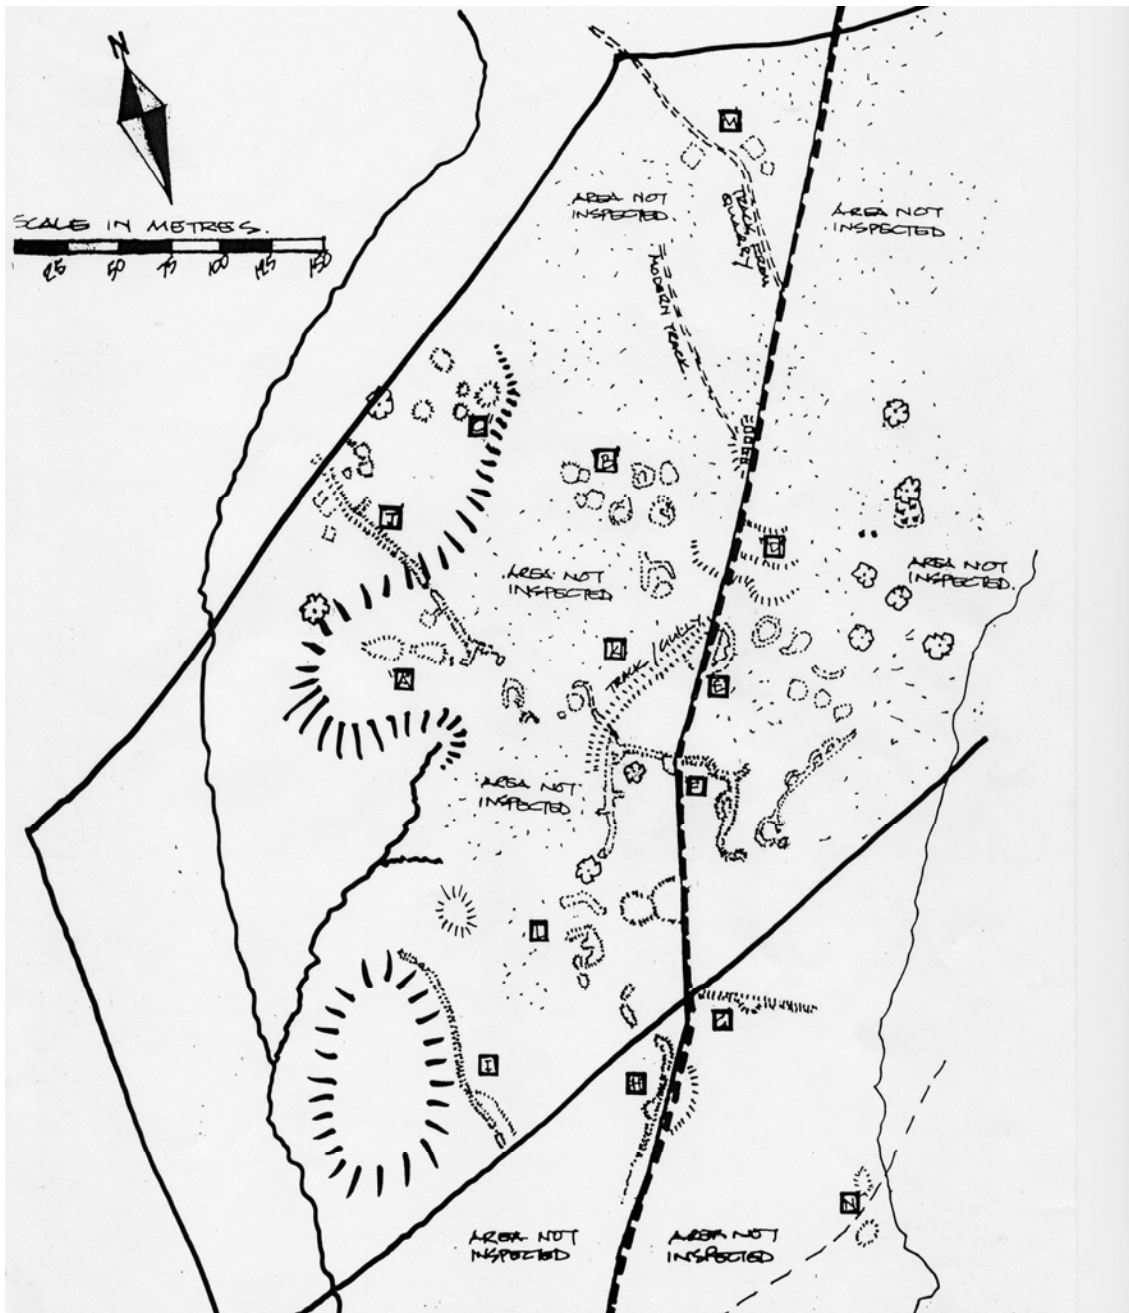 N
SCALE IN METRES.
25 50 75 100 125 150
M
AREA NOT
INSPECTED.
AREA NOT
INSPECTED
TRACK FROM
QUARRY
MODERN TRACK
C
B
J
D
AREA NOT
INSPECTED
AREA NOT
INSPECTED.
K
TRACK / GULLY
A
E
AREA NOT
INSPECTED
F
L
G
I
H
N
AREA NOT
INSPECTED
AREA NOT
INSPECTED